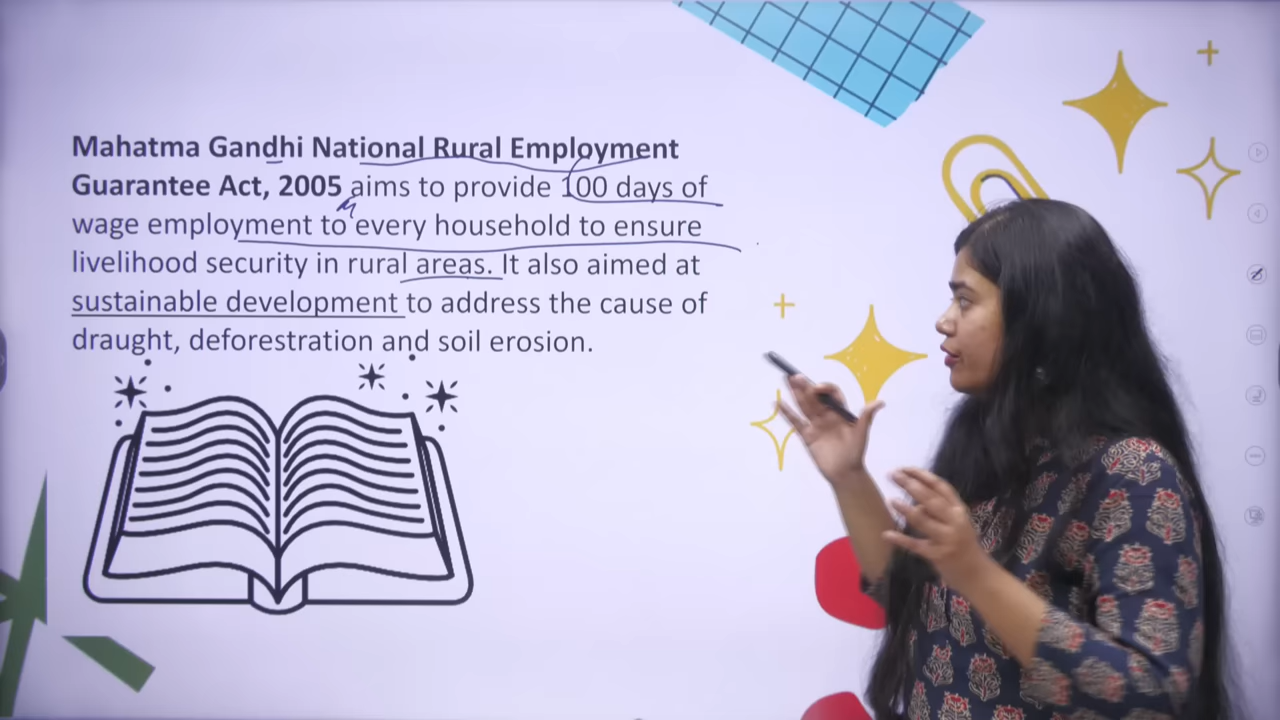 Mahatma Gandhi National Rural Employment
Guarantee Act, 2005 aims to provide 100 days of
wage employment to every household to ensure
livelihood security in rural areas. It also aimed at
sustainable development to address the cause of
draught, deforestration and soil erosion.